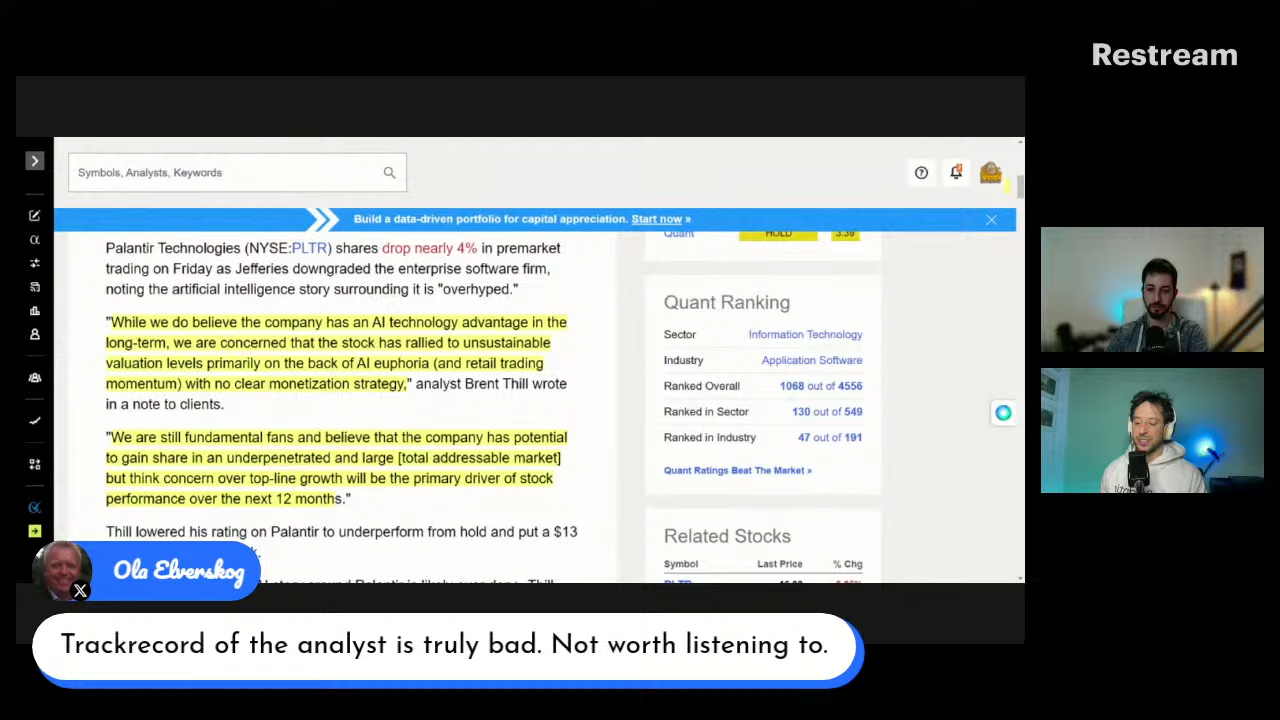 Restream
Symbols, Analysts, Keywords
Build a data-driven portfolio for capital appreciation. Start now »
Palantir Technologies (NYSE:PLTR) shares drop nearly 4% in premarket
trading on Friday as Jefferies downgraded the enterprise software firm,
noting the artificial intelligence story surrounding it is "overhyped."
"While we do believe the company has an AI technology advantage in the
long-term, we are concerned that the stock has rallied to unsustainable
valuation levels primarily on the back of AI euphoria (and retail trading
momentum) with no clear monetization strategy," analyst Brent Thill wrote
in a note to clients.
"We are still fundamental fans and believe that the company has potential
to gain share in an underpenetrated and large [total addressable market]
but think concern over top-line growth will be the primary driver of stock
performance over the next 12 months."
Thill lowered his rating on Palantir to underperform from hold and put a $13
Quant HOLD 3.39
Quant Ranking
Sector Information Technology
Industry Application Software
Ranked Overall 1068 out of 4556
Ranked in Sector 130 out of 549
Ranked in Industry 47 out of 191
Quant Ratings Beat The Market »
Related Stocks
Symbol Last Price % Chg
PLTR
Ola Elverskog
Trackrecord of the analyst is truly bad. Not worth listening to.